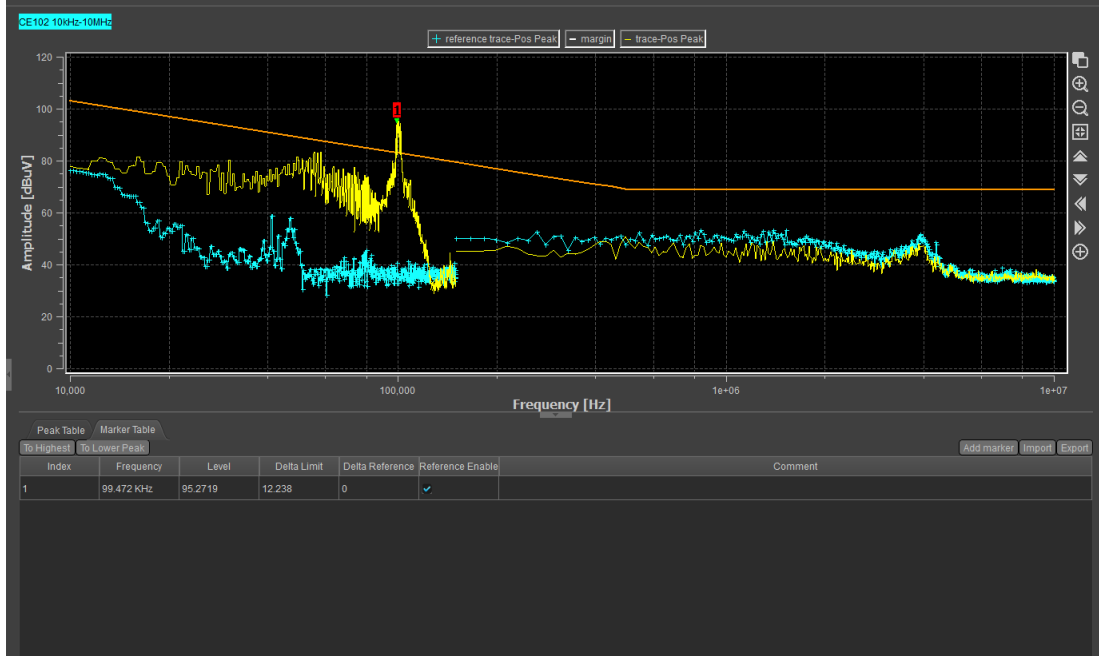 CE102 10kHz-10MHz
+ reference trace-Pos Peak – margin – trace-Pos Peak
120
100
80
60
40
20
0
Amplitude [dBuV]
1
10,000 100,000 1e+06 1e+07
Frequency [Hz]
Peak Table Marker Table
To Highest To Lower Peak Add marker Import Export
Index Frequency Level Delta Limit Delta Reference Reference Enable Comment
1 99.472 KHz 95.2719 12.238 0